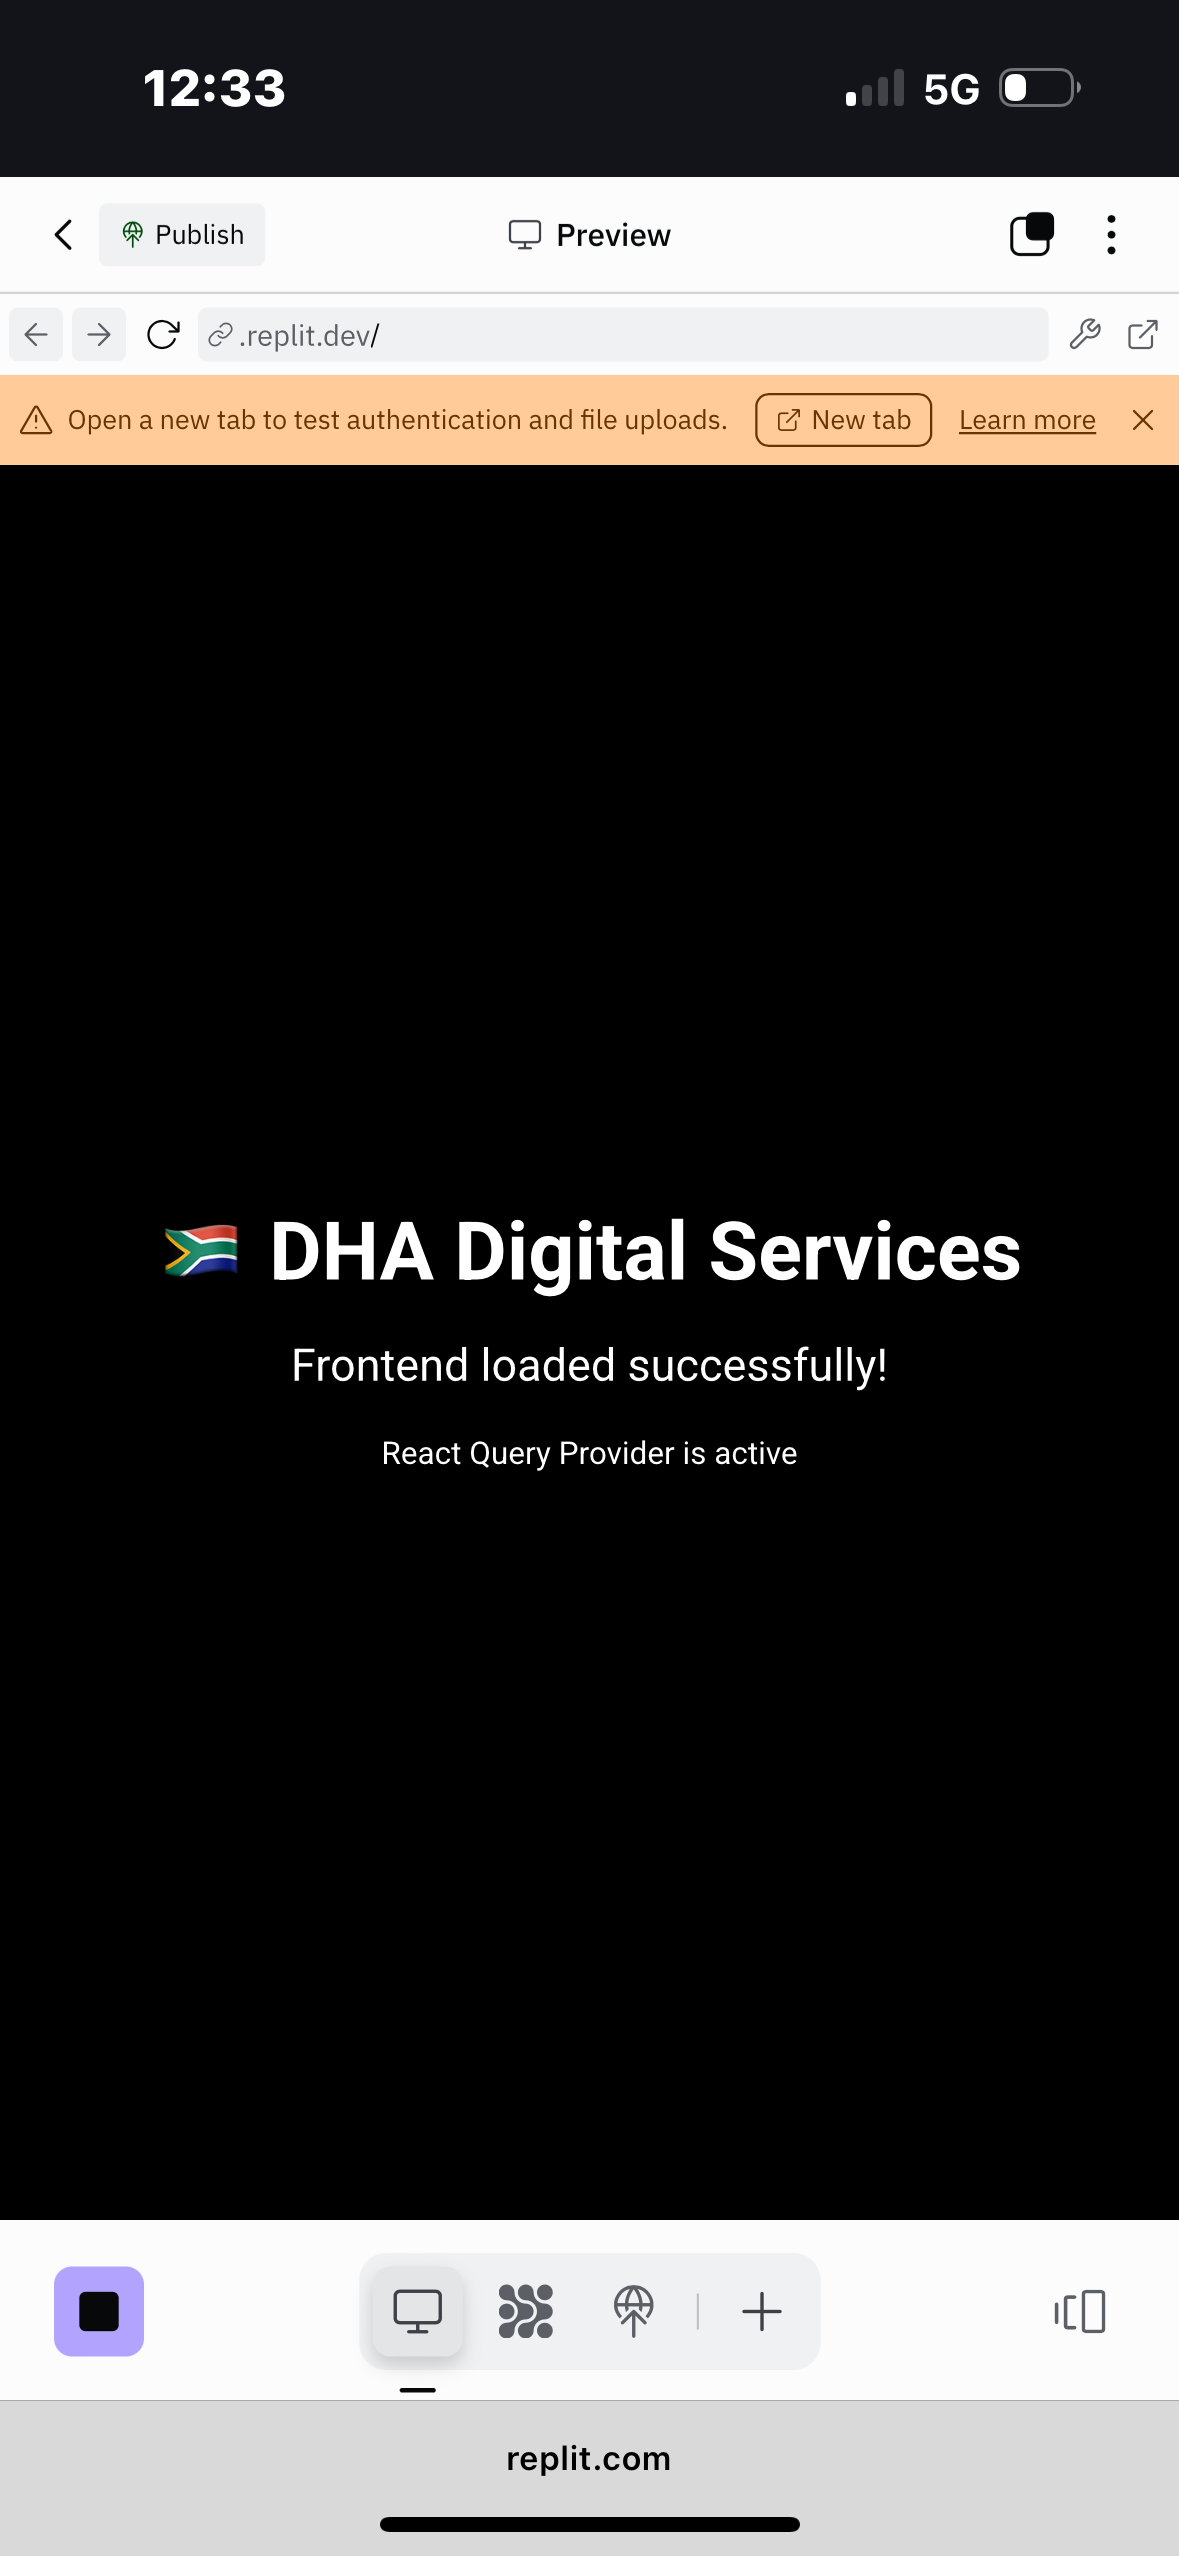 12:33
5G
Publish
Preview
.replit.dev/
Open a new tab to test authentication and file uploads.
New tab
Learn more
DHA Digital Services
Frontend loaded successfully!
React Query Provider is active
replit.com